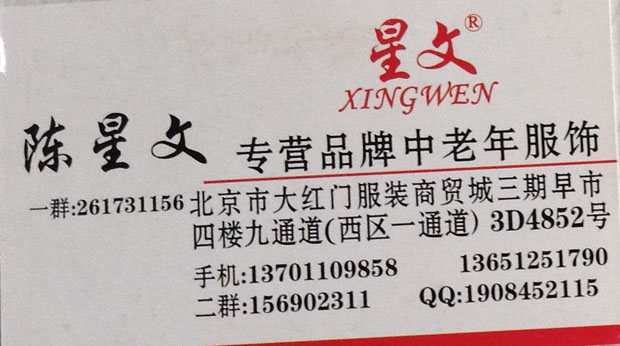 星文®
XINGWEN
陈星文 专营品牌中老年服饰
一群:261731156 北京市大红门服装商贸城三期早市
四楼九通道(西区一通道) 3D4852号
手机:13701109858 13651251790
二群:156902311 QQ:1908452115